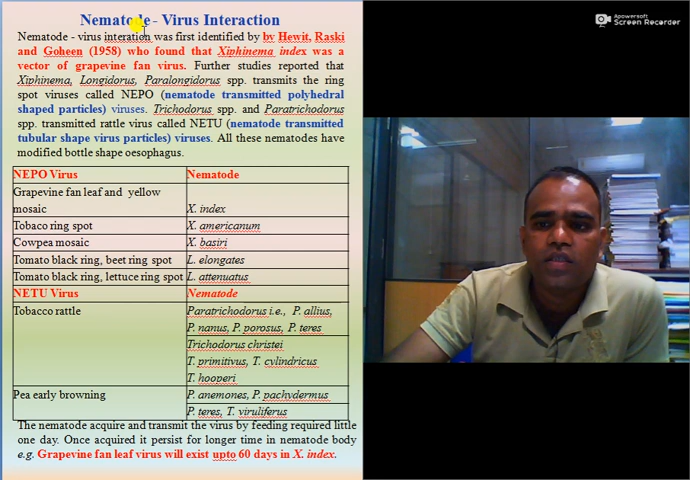 Nematode - Virus Interaction
Nematode - virus interation was first identified by by Hewit, Raski
and Goheen (1958) who found that Xiphinema index was a
vector of grapevine fan virus. Further studies reported that
Xiphinema, Longidorus, Paralongidorus spp. transmits the ring
spot viruses called NEPO (nematode transmitted polyhedral
shaped particles) viruses. Trichodorus spp. and Paratrichodorus
spp. transmitted rattle virus called NETU (nematode transmitted
tubular shape virus particles) viruses. All these nematodes have
modified bottle shape oesophagus.
NEPO Virus Nematode
Grapevine fan leaf and yellow
mosaic X. index
Tobaco ring spot X. americanum
Cowpea mosaic X. basiri
Tomato black ring, beet ring spot L. elongates
Tomato black ring, lettuce ring spot L. attenuatus
NETU Virus Nematode
Tobacco rattle Paratrichodorus i.e., P. allius,
P. nanus, P. porosus, P. teres
Trichodorus christei
T. primitivus, T. cylindricus
T. hooperi
Pea early browning P. anemones, P. pachydermus
P. teres, T. viruliferus
The nematode acquire and transmit the virus by feeding required little
one day. Once acquired it persist for longer time in nematode body
e.g. Grapevine fan leaf virus will exist upto 60 days in X. index.
Apowersoft
Screen Recorder